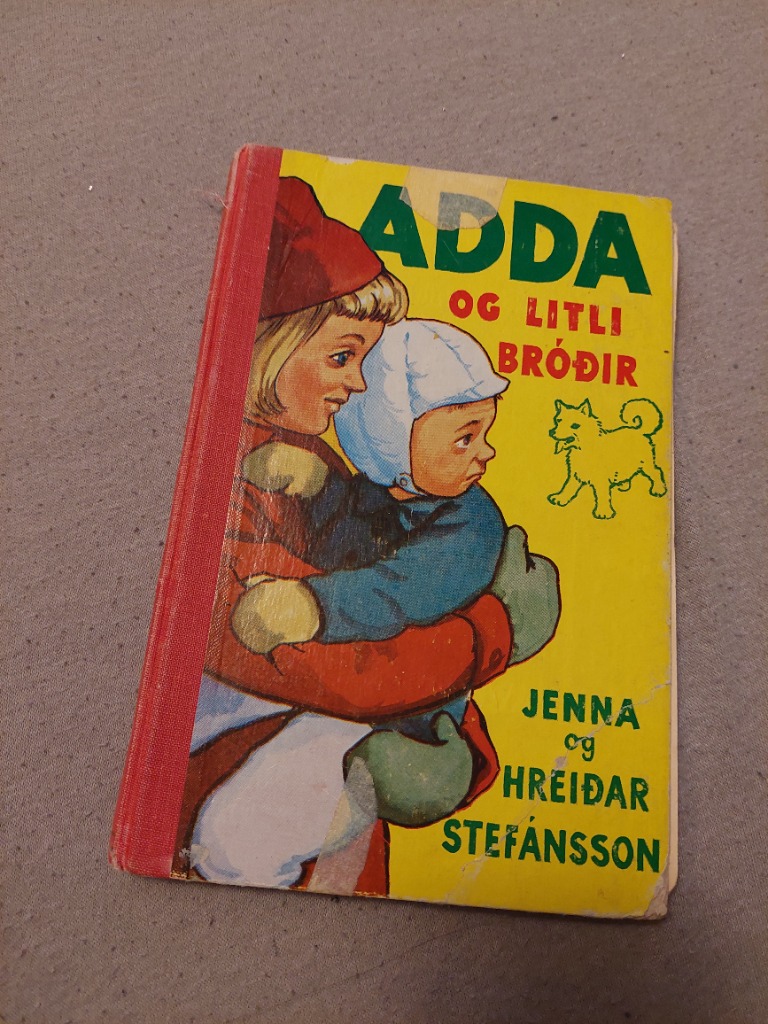 ADDA
OG LITLI
BRÓÐIR
JENNA
og
HREIÐAR
STEFÁNSSON